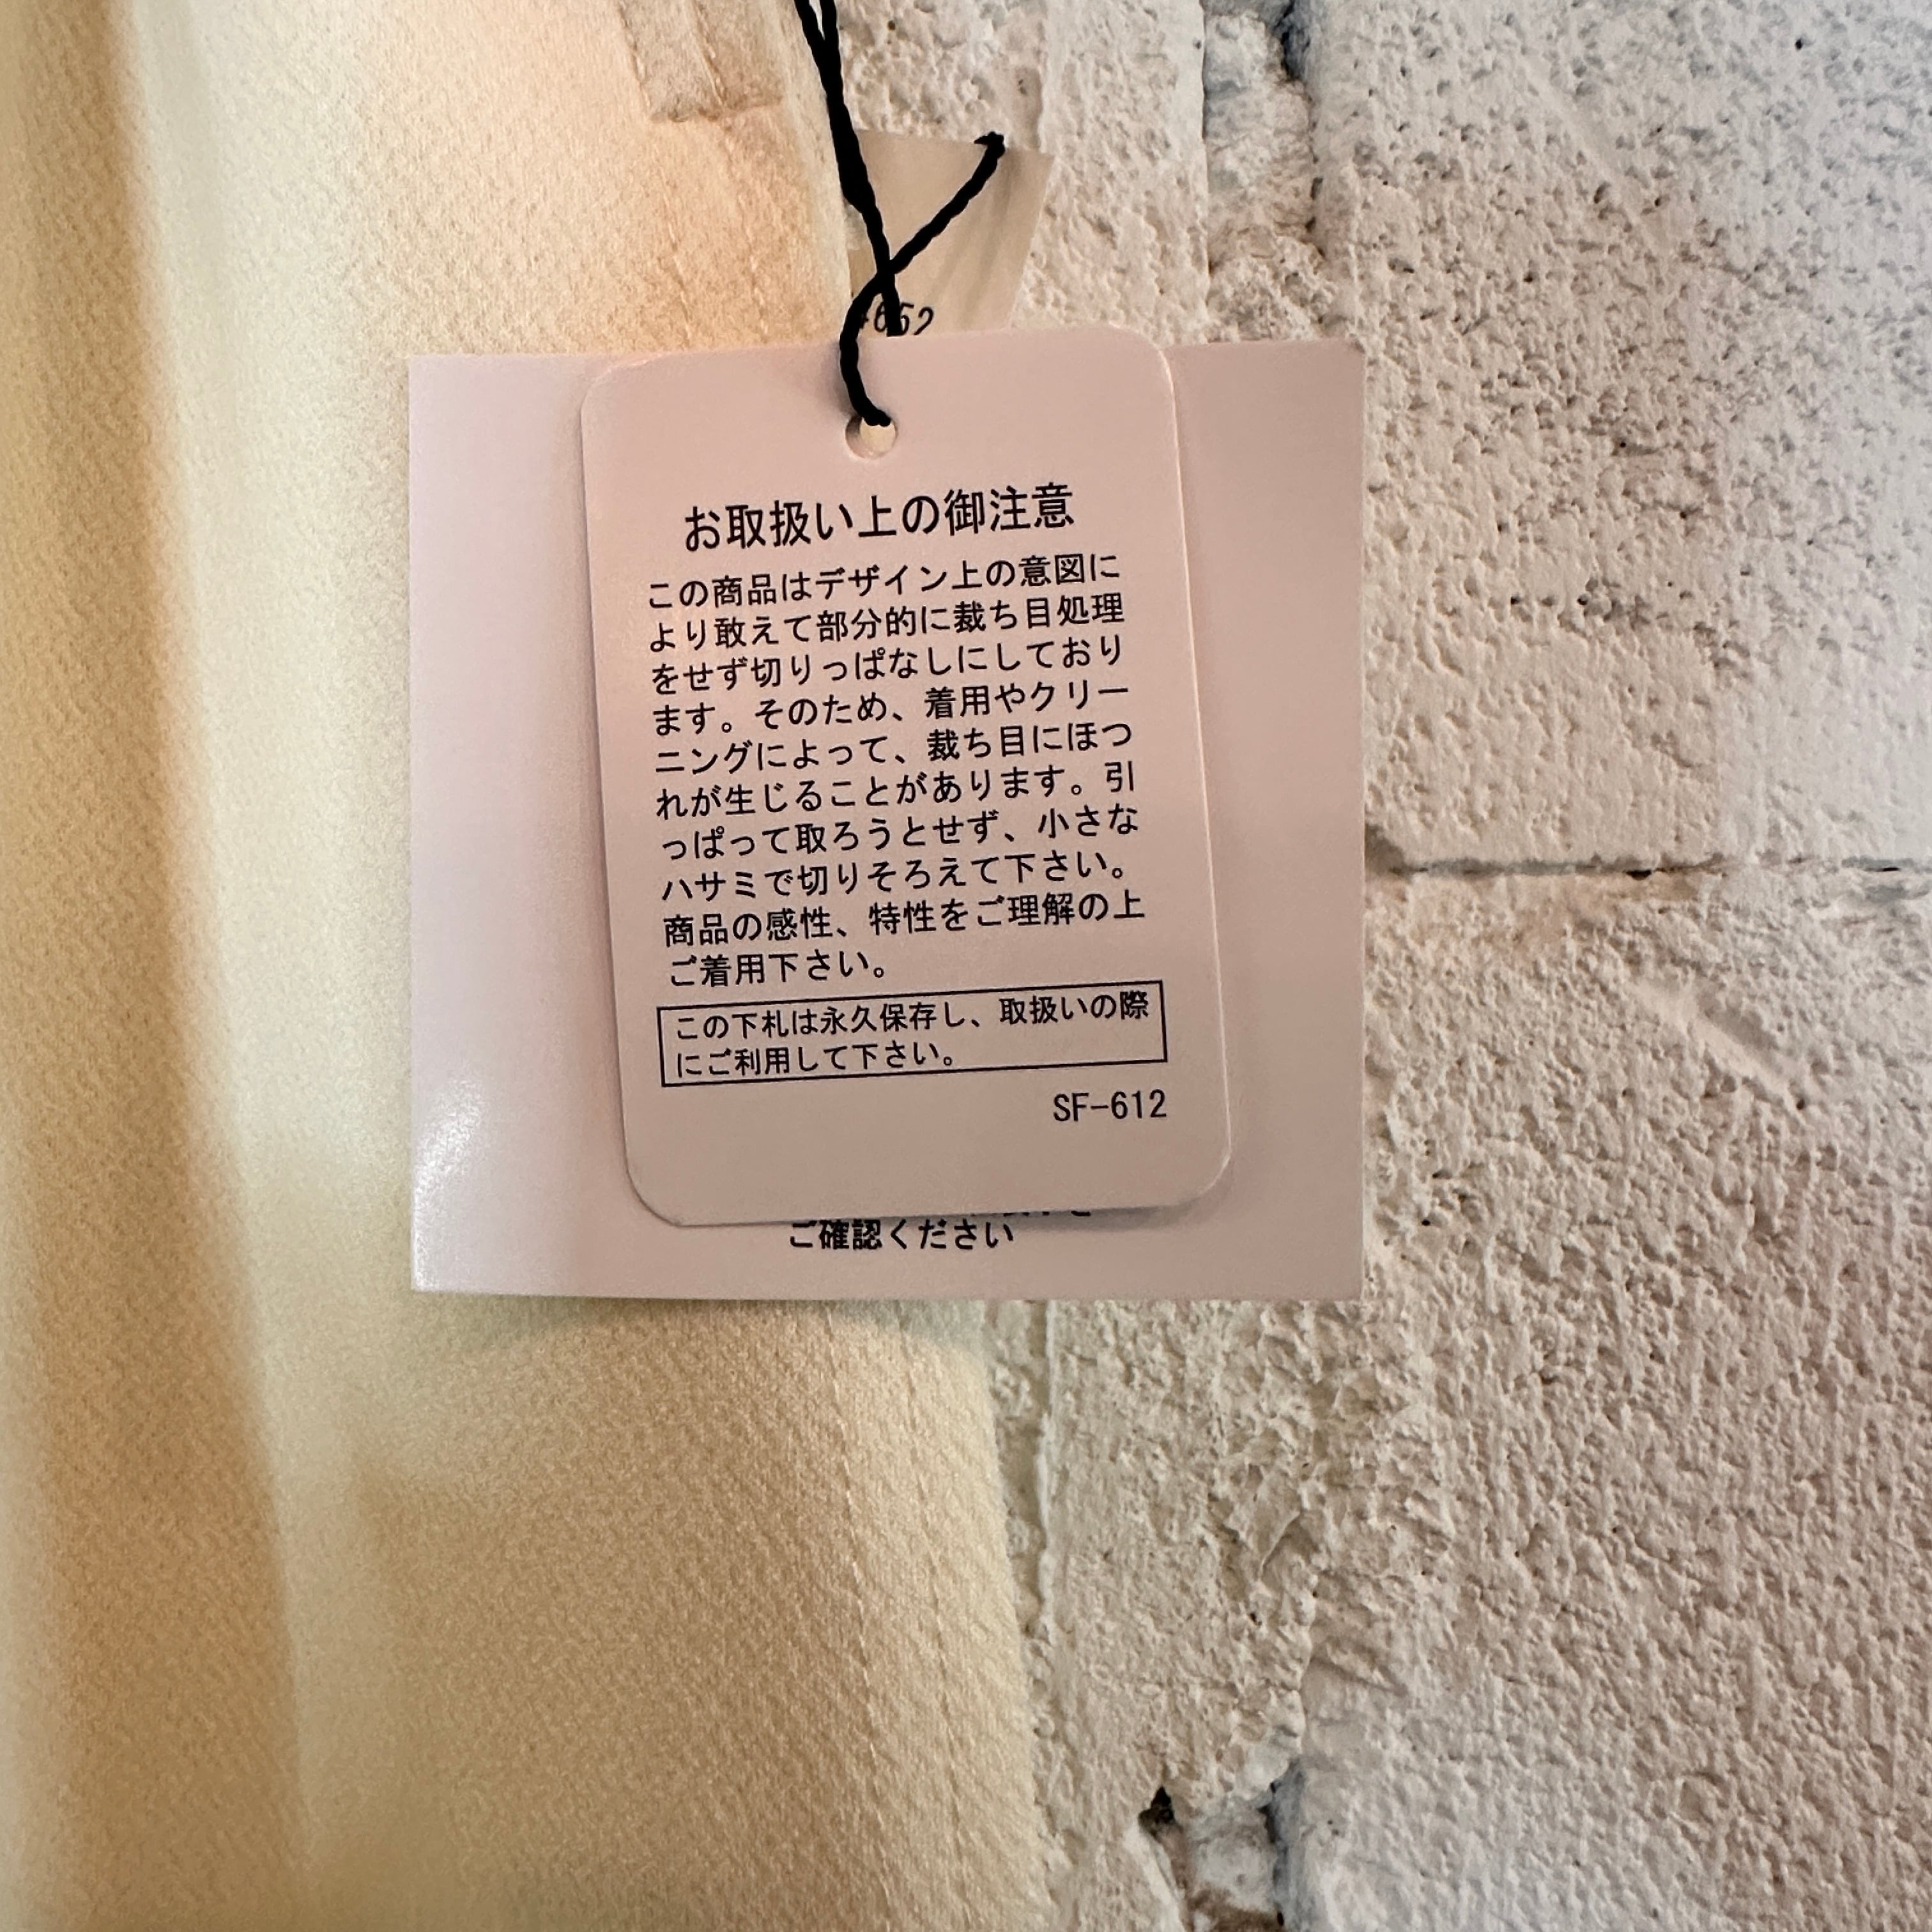 4652
お取扱い上の御注意
この商品はデザイン上の意図に
より敢えて部分的に裁ち目処理
をせず切りっぱなしにしており
ます。そのため、着用やクリー
ニングによって、裁ち目にほつ
れが生じることがあります。引
っぱって取ろうとせず、小さな
ハサミで切りそろえて下さい。
商品の感性、特性をご理解の上
ご着用下さい。
この下札は永久保存し、取扱いの際
にご利用して下さい。
SF-612
ご確認ください